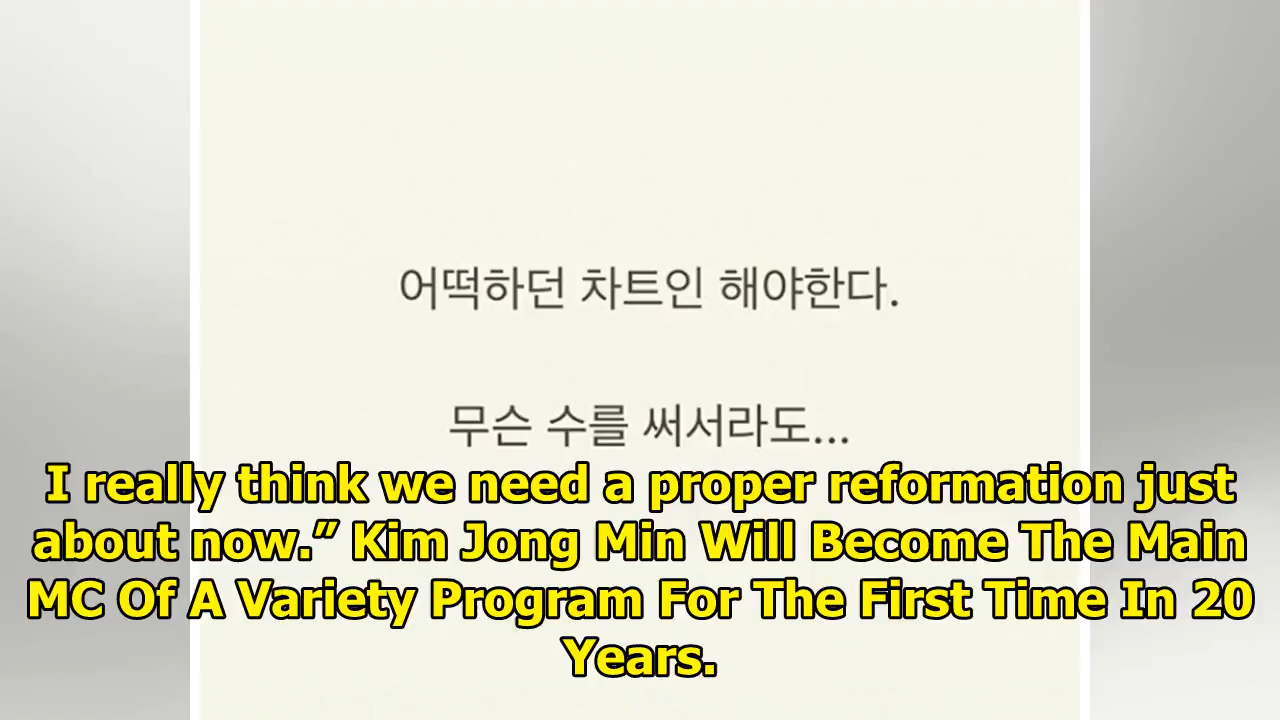 어떡하던 차트인 해야한다.
무슨 수를 써서라도...
I really think we need a proper reformation just
about now.” Kim Jong Min Will Become The Main
MC Of A Variety Program For The First Time In 20
Years.